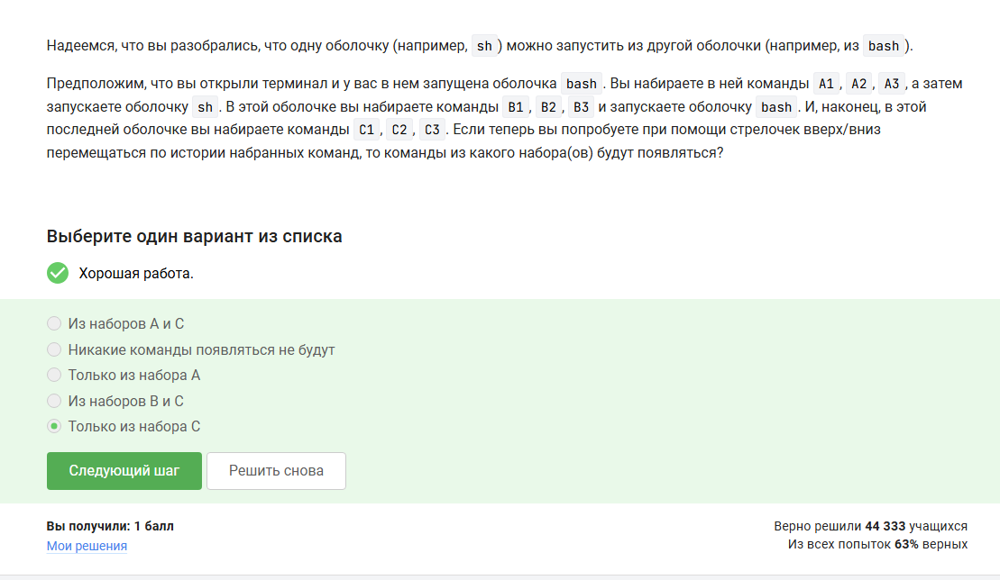 Надеемся, что вы разобрались, что одну оболочку (например, sh) можно запустить из другой оболочки (например, из bash).
Предположим, что вы открыли терминал и у вас в нем запущена оболочка bash. Вы набираете в ней команды A1, A2, A3, а затем
запускаете оболочку sh. В этой оболочке вы набираете команды B1, B2, B3 и запускаете оболочку bash. И, наконец, в этой
последней оболочке вы набираете команды C1, C2, C3. Если теперь вы попробуете при помощи стрелочек вверх/вниз
перемещаться по истории набранных команд, то команды из какого набора(ов) будут появляться?
Выберите один вариант из списка
Хорошая работа.
Из наборов A и C
Никакие команды появляться не будут
Только из набора A
Из наборов B и C
Только из набора C
Следующий шаг
Решить снова
Вы получили: 1 балл
Мои решения
Верно решили 44 333 учащихся
Из всех попыток 63% верных